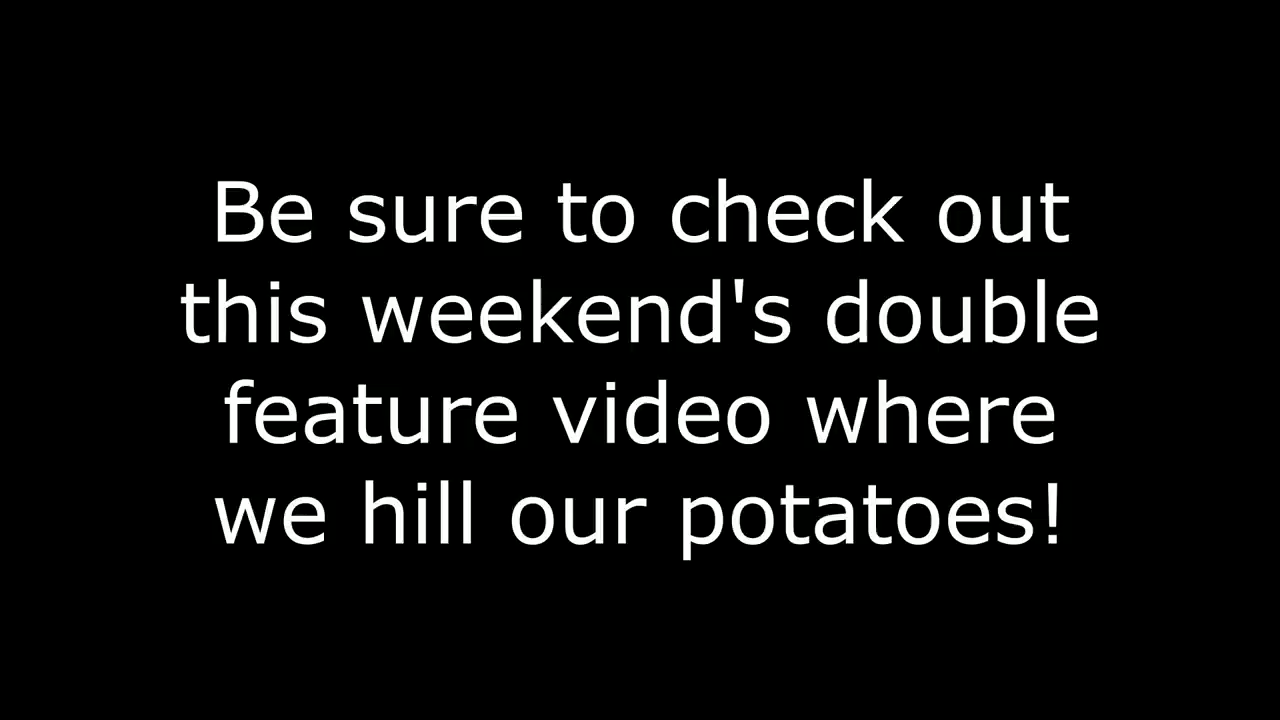 Be sure to check out
this weekend's double
feature video where
we hill our potatoes!